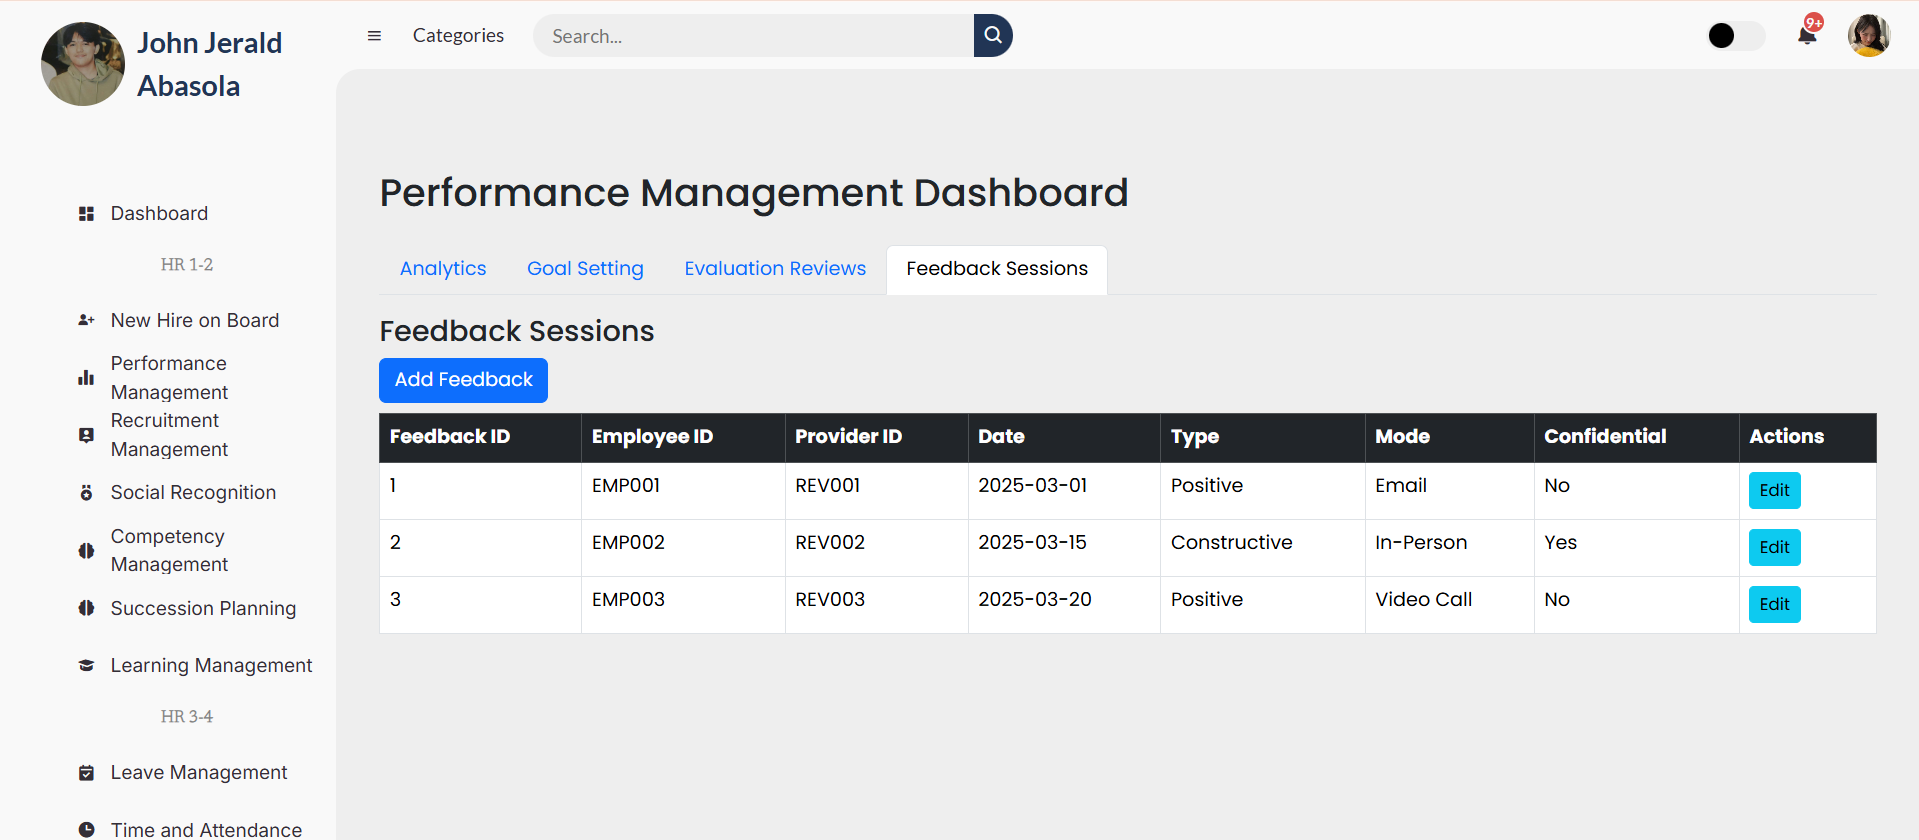 John Jerald
Abasola
Categories
Search...
9+
Dashboard
HR 1-2
New Hire on Board
Performance
Management
Recruitment
Management
Social Recognition
Competency
Management
Succession Planning
Learning Management
HR 3-4
Leave Management
Time and Attendance
Performance Management Dashboard
Analytics Goal Setting Evaluation Reviews Feedback Sessions
Feedback Sessions
Add Feedback
Feedback ID Employee ID Provider ID Date Type Mode Confidential Actions
1 EMP001 REV001 2025-03-01 Positive Email No Edit
2 EMP002 REV002 2025-03-15 Constructive In-Person Yes Edit
3 EMP003 REV003 2025-03-20 Positive Video Call No Edit